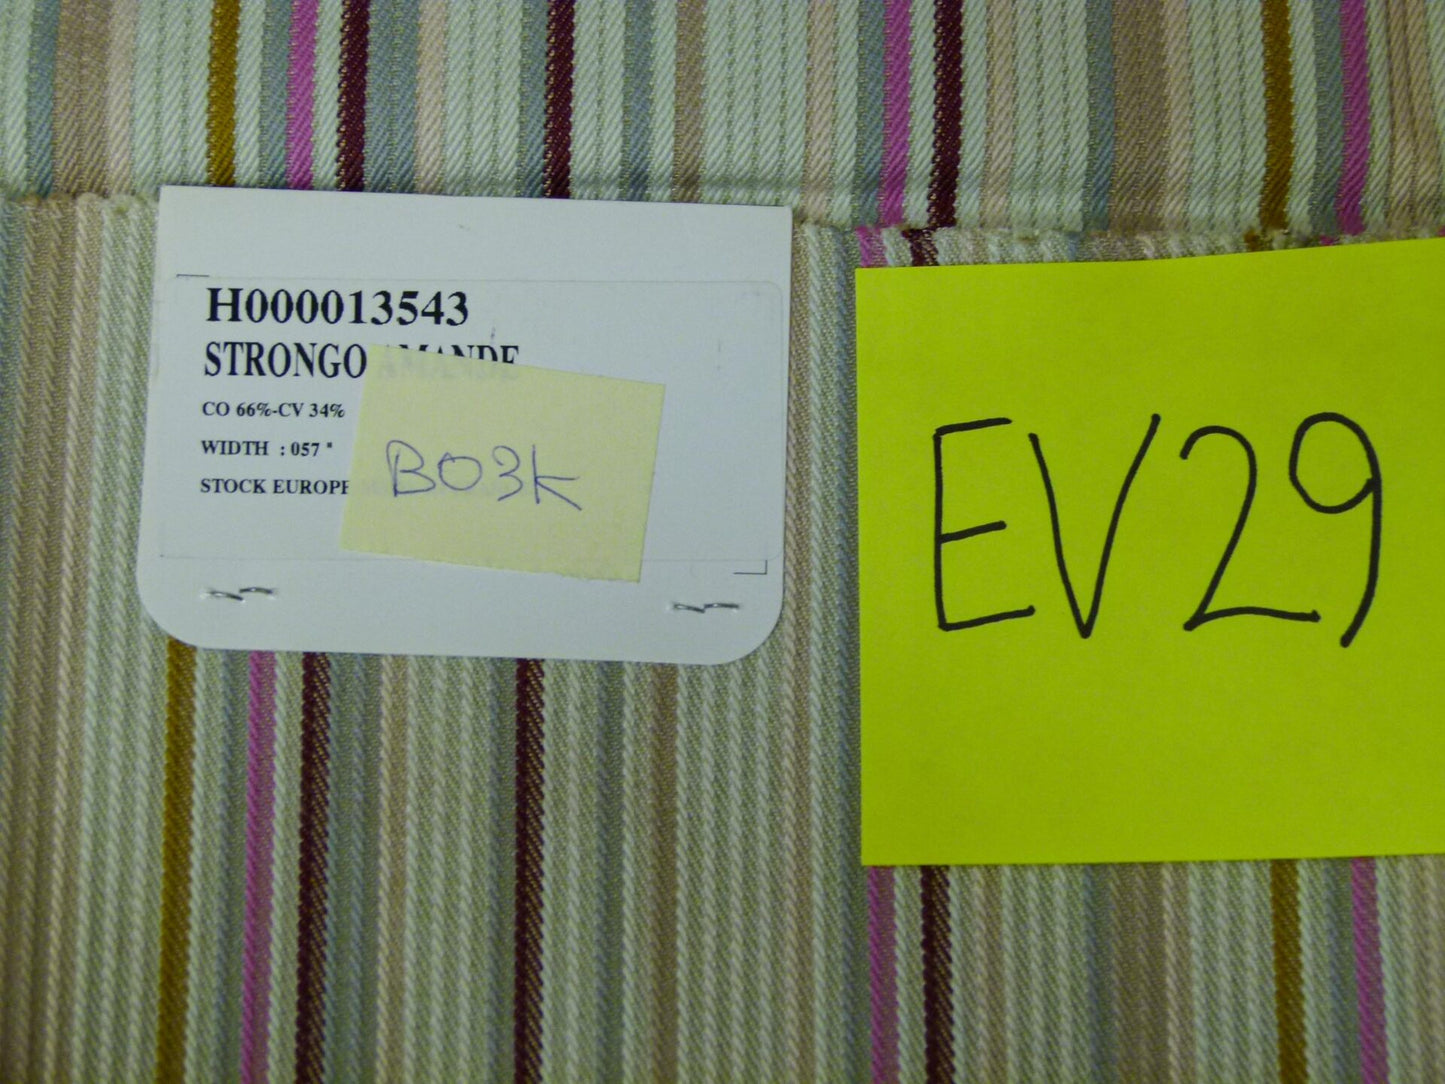 H000013543
STRONGO AMANDE
CO 66%-CV 34%
WIDTH : 057 "
STOCK EUROPE
B03K
EV29